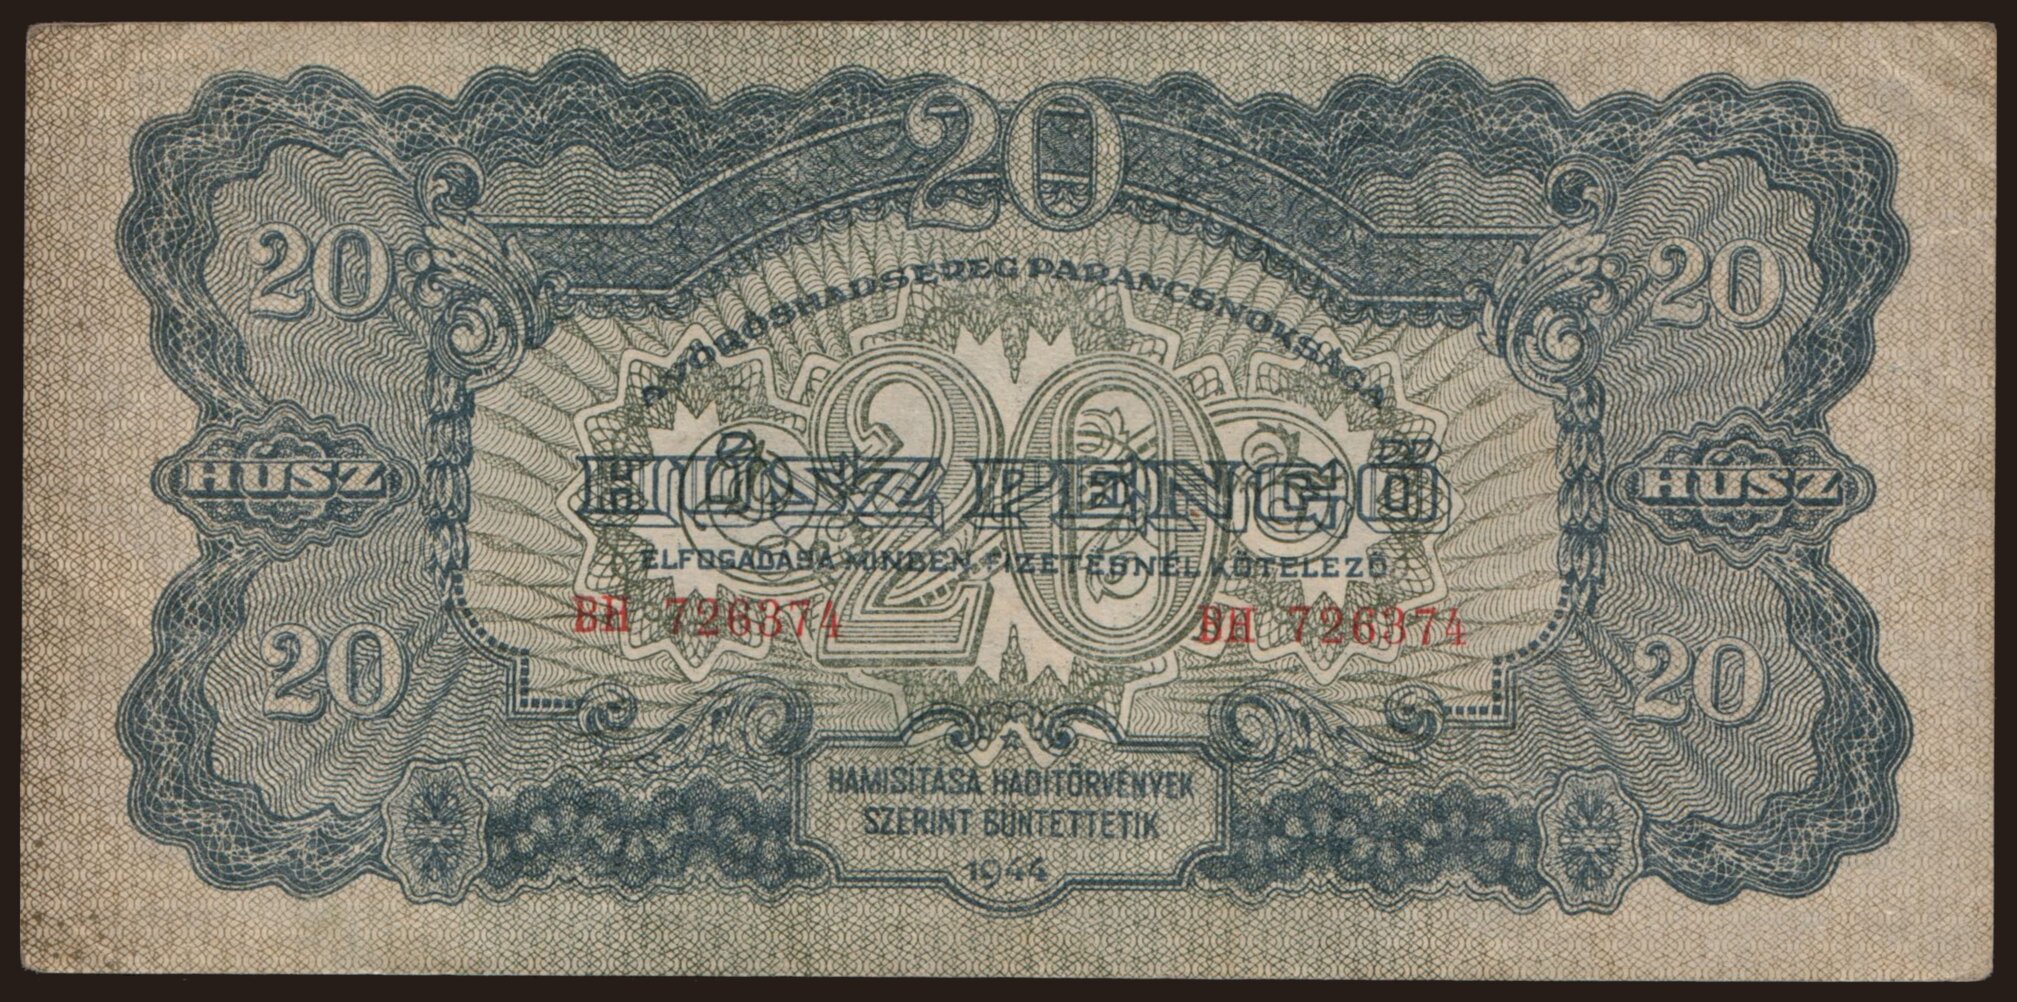 20
20
20
A VÖRÖSHADSEREG PARANCSNOKSÁGA
20
HÚSZ
HÚSZ PENGŐ
HÚSZ
ELFOGADÁSA MINDEN FIZETÉSNÉL KÖTELEZŐ
BH 726374
BH 726374
20
20
HAMISÍTÁSA HADITÖRVÉNYEK
SZERINT BÜNTETTETIK
1944